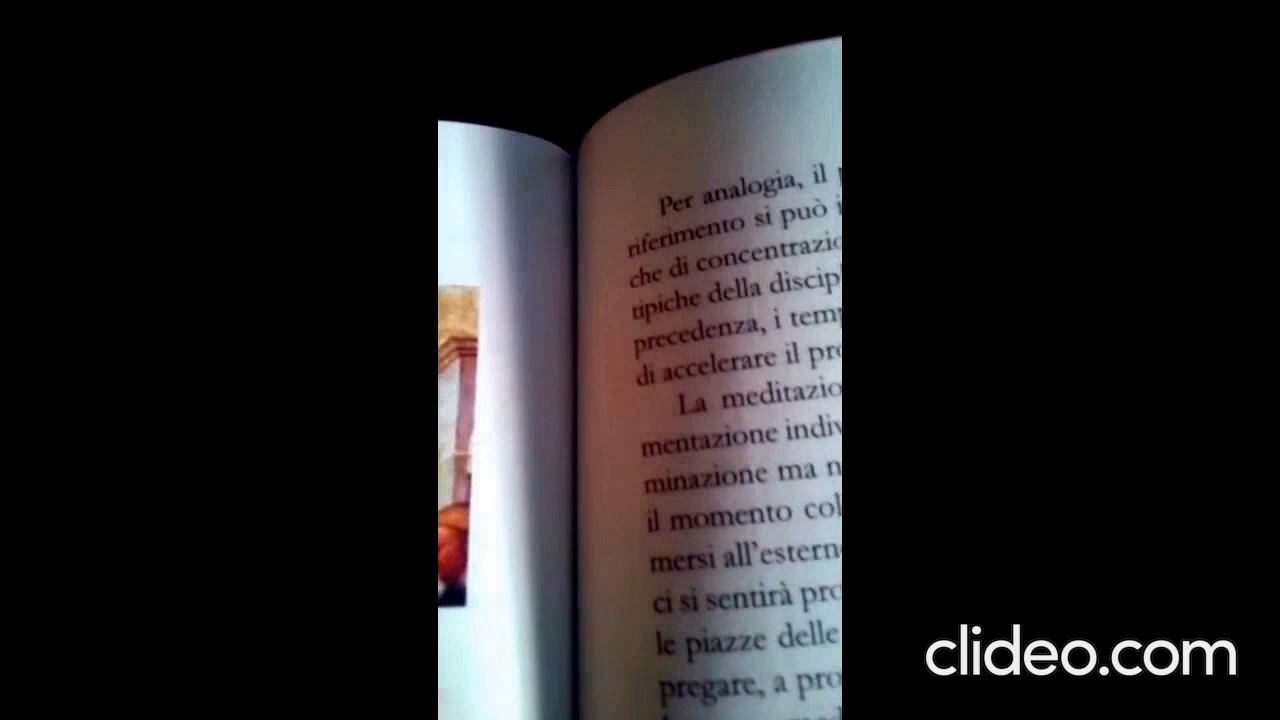 Per analogia, il
riferimento si può
che di concentrazio
tipiche della discip
precedenza, i temp
di accelerare il pro
La meditazio
mentazione indiv
minazione ma n
il momento col
mersi all'estern
ci si sentirà pro
le piazze delle
pregare, a pro
clideo.com